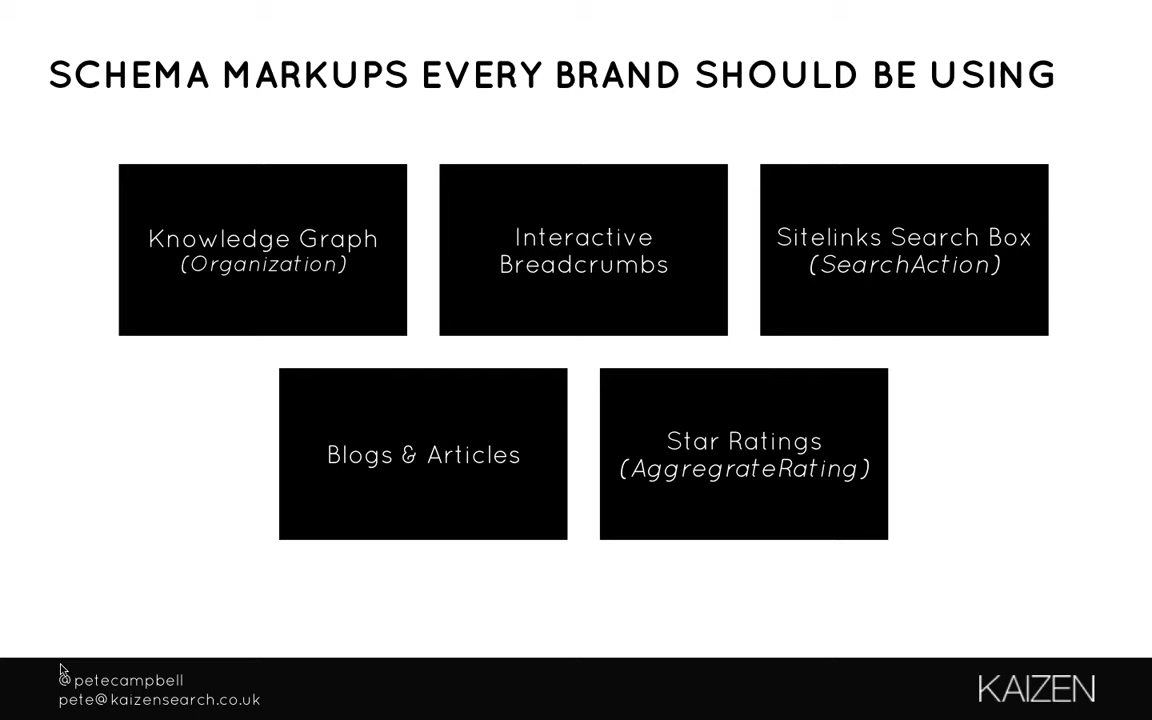 SCHEMA MARKUPS EVERY BRAND SHOULD BE USING
Knowledge Graph
(Organization)
Interactive
Breadcrumbs
Sitelinks Search Box
(SearchAction)
Blogs & Articles
Star Ratings
(AggregrateRating)
@petecampbell
pete@kaizensearch.co.uk
KAIZEN